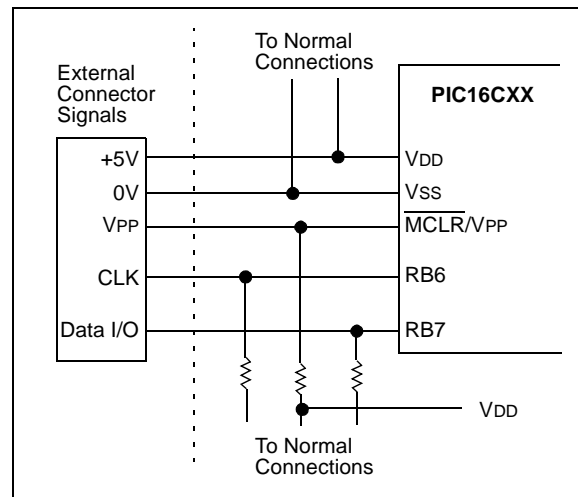 To Normal
Connections
External
Connector
Signals
PIC16CXX
+5V
VDD
0V
VSS
VPP
MCLR/VPP
CLK
RB6
Data I/O
RB7
VDD
To Normal
Connections